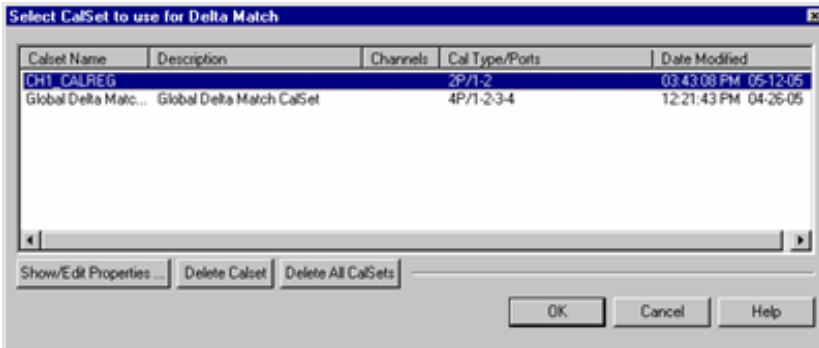 Select CalSet to use for Delta Match
Calset Name Description Channels Cal Type/Ports Date Modified
CH1_CALREG 2P/1-2 03:43:08 PM 05-12-05
Global Delta Matc... Global Delta Match CalSet 4P/1-2-3-4 12:21:43 PM 04-26-05
Show/Edit Properties ... Delete Calset Delete All CalSets
OK Cancel Help